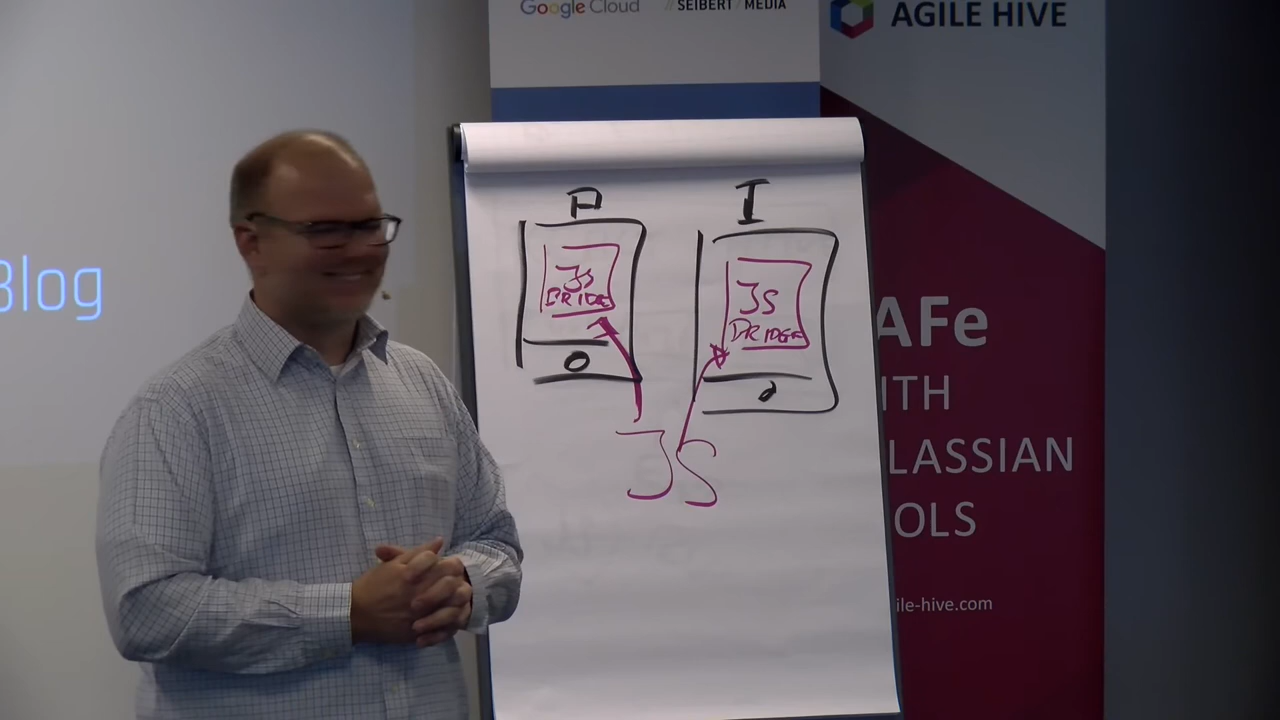 Google Cloud
//SEIBERT/MEDIA
AGILE HIVE
Blog
A
I
JS
BRIDGE
JS
BRIDGE
JS
AFe
ITH
LASSIAN
OLS
ile-hive.com